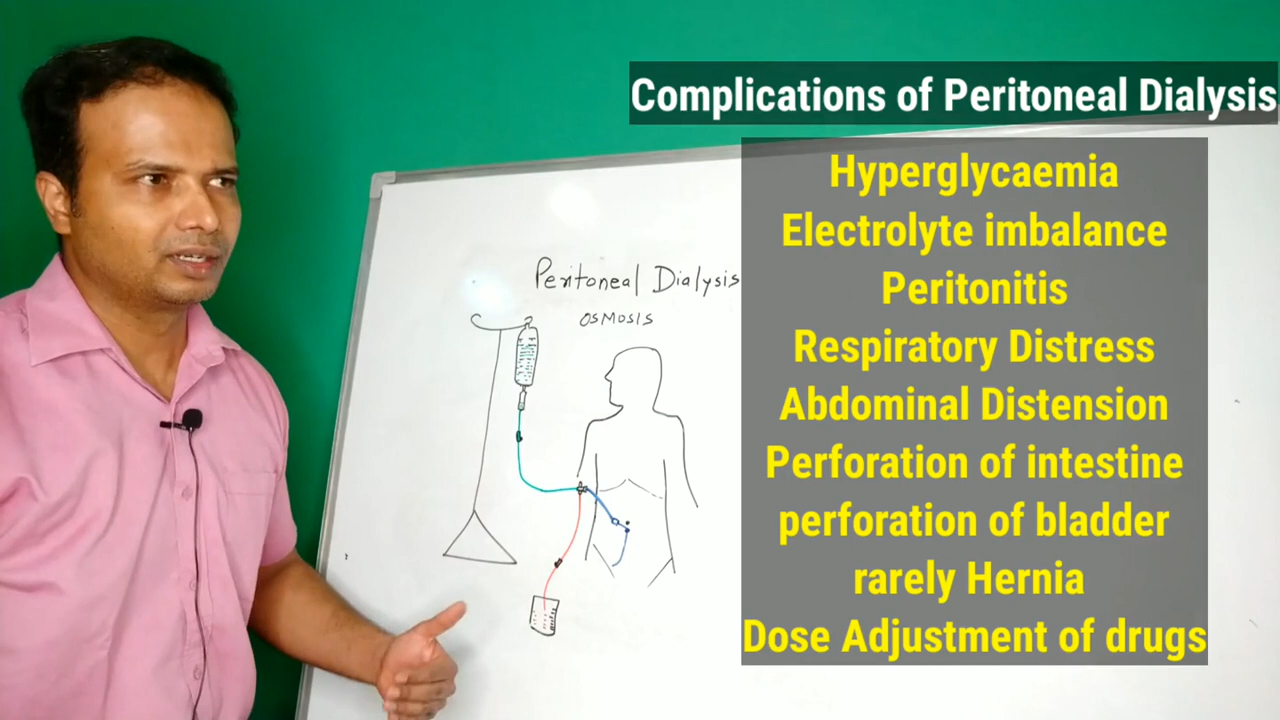 Complications of Peritoneal Dialysis
Hyperglycaemia
Electrolyte imbalance
Peritonitis
Respiratory Distress
Abdominal Distension
Perforation of intestine
perforation of bladder
rarely Hernia
Dose Adjustment of drugs
Peritoneal Dialysis
OSMOSIS